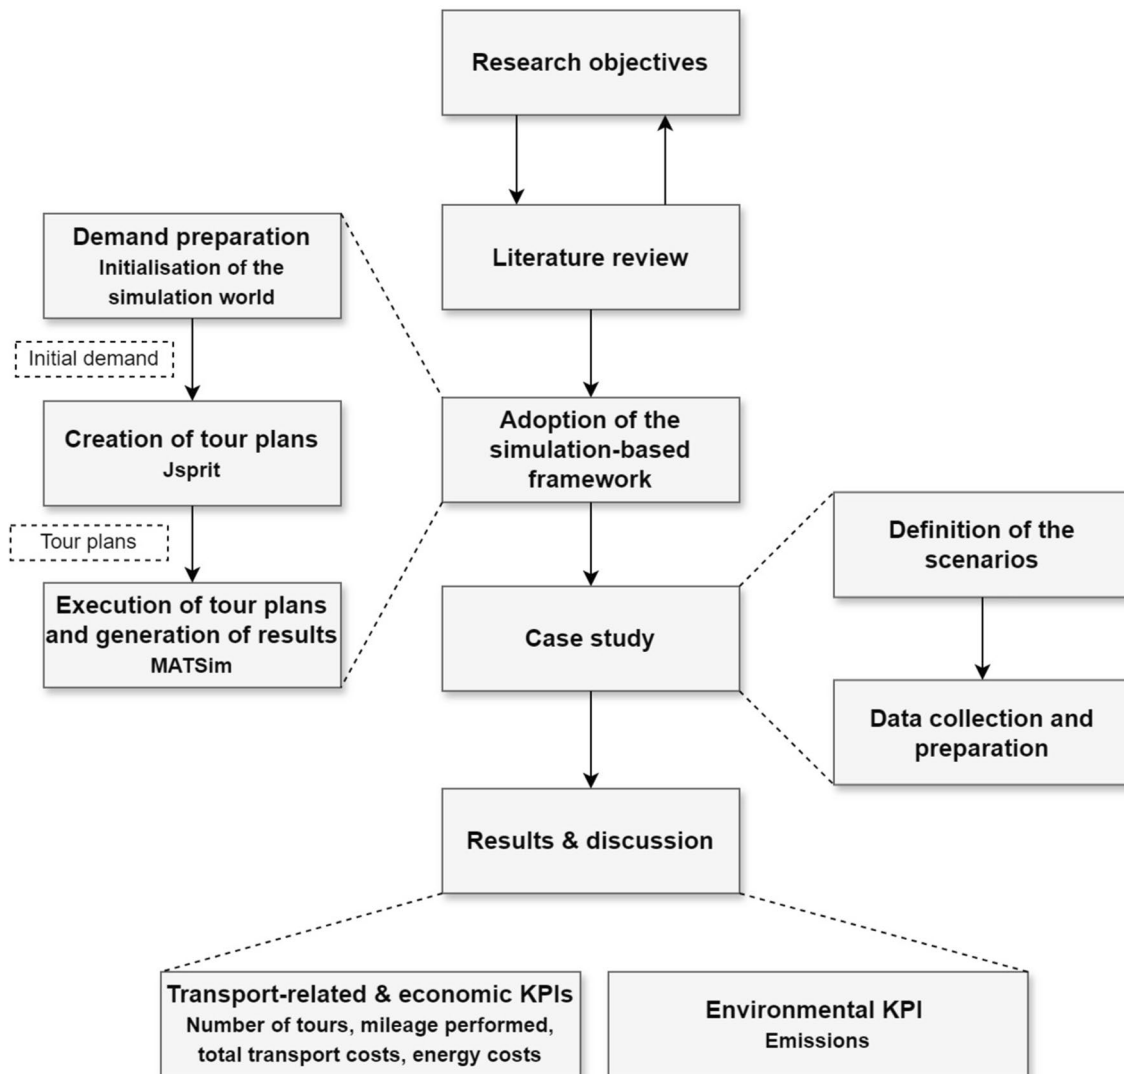 Research objectives
Literature review
Demand preparation
Initialisation of the
simulation world
Initial demand
Creation of tour plans
Jsprit
Tour plans
Execution of tour plans
and generation of results
MATSim
Adoption of the
simulation-based
framework
Case study
Definition of the
scenarios
Data collection and
preparation
Results & discussion
Transport-related & economic KPIs
Number of tours, mileage performed,
total transport costs, energy costs
Environmental KPI
Emissions